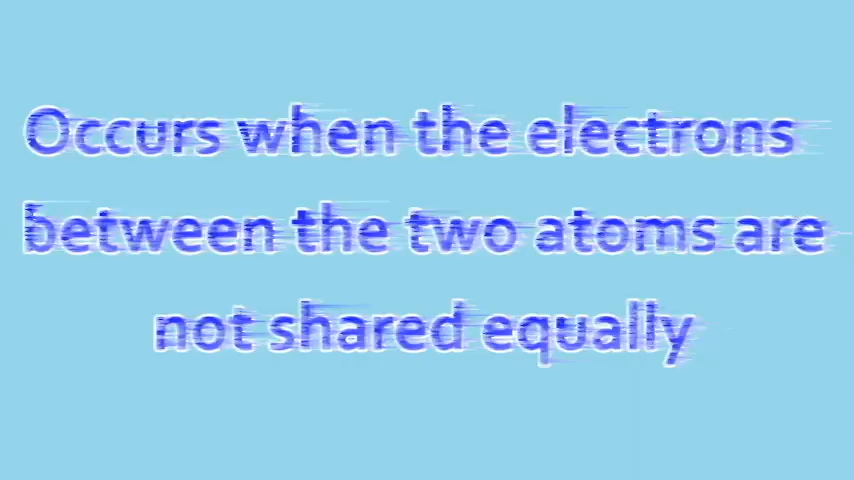 Occurs when the electrons
between the two atoms are
not shared equally